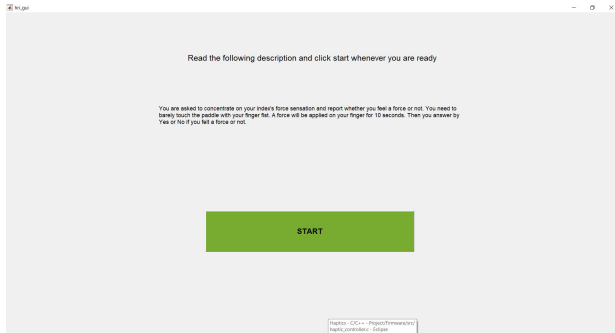 hri_gui
Read the following description and click start whenever you are ready
You are asked to concentrate on your index's force sensation and report whether you feel a force or not. You need to
barely touch the paddle with your finger fist. A force will be applied on your finger for 10 seconds. Then you answer by
Yes or No if you felt a force or not.
START
Haptics - C/C++ - Project/Firmware/src/
haptic_controller.c - Eclipse